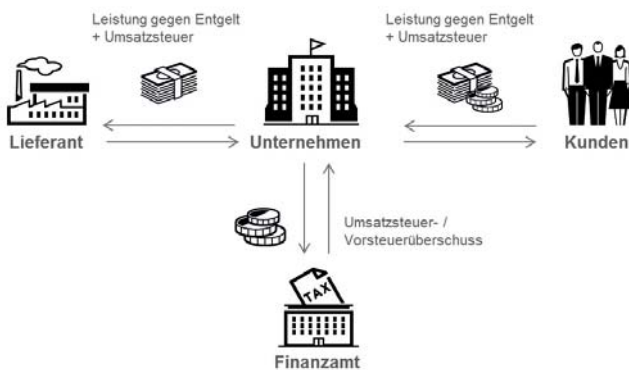 Leistung gegen Entgelt
+ Umsatzsteuer
Leistung gegen Entgelt
+ Umsatzsteuer
Lieferant
Unternehmen
Kunden
Umsatzsteuer- /
Vorsteuerüberschuss
TAX
Finanzamt